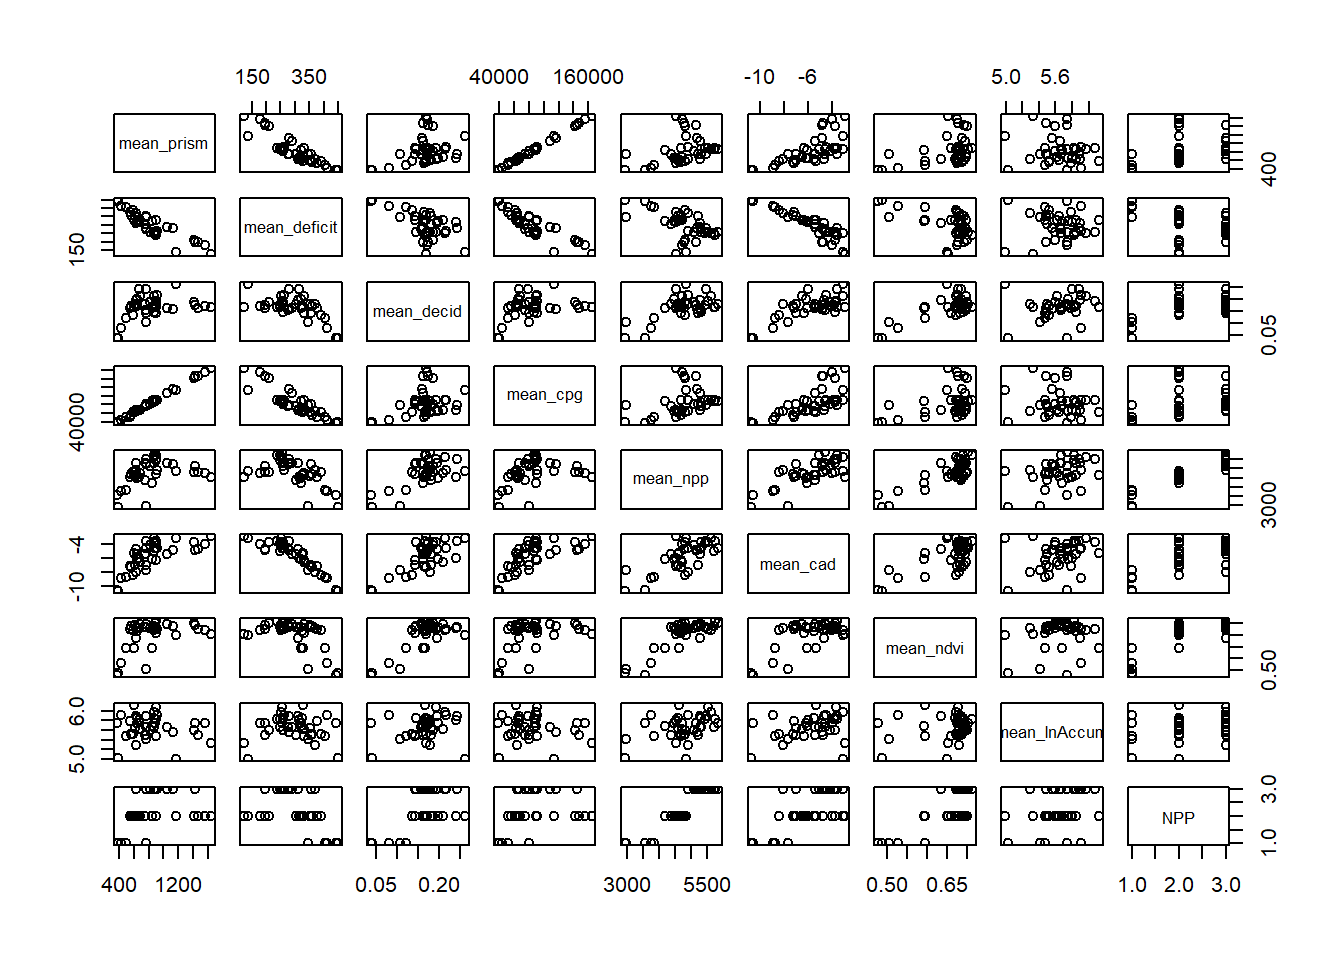 150 350 40000 160000 -10 -6 5.0 5.6
mean_prism 400
150 mean_deficit
mean_decid 0.05
40000 mean_cpg
mean_npp 3000
-10 -4 mean_cad
mean_ndvi 0.50
5.0 6.0 mean_lnAccum
NPP 1.0 3.0
400 1200 0.05 0.20 3000 5500 0.50 0.65 1.0 2.0 3.0